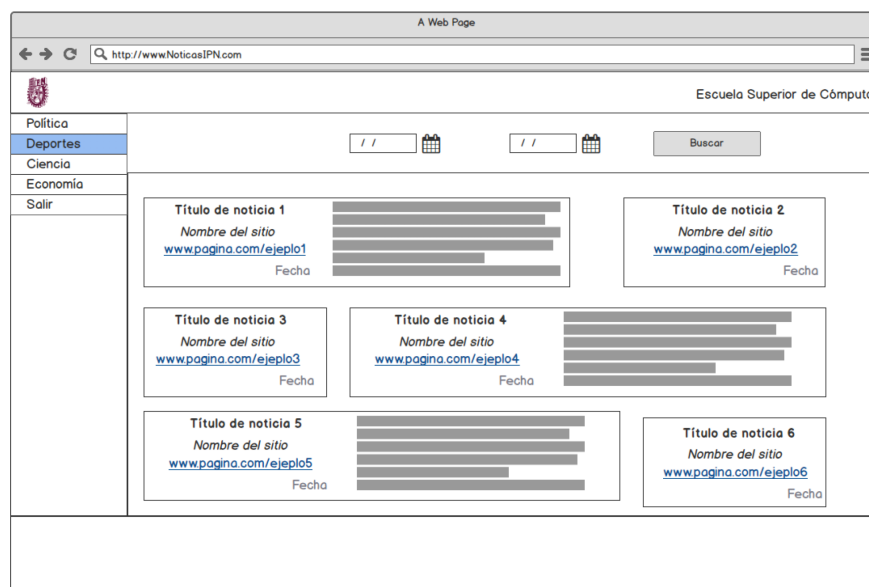 A Web Page
http://www.NoticasIPN.com
Escuela Superior de Cómputo
Política
Deportes
Ciencia
Economía
Salir
/ /
/ /
Buscar
Título de noticia 1
Nombre del sitio
www.pagina.com/ejeplo1
Fecha
Título de noticia 2
Nombre del sitio
www.pagina.com/ejeplo2
Fecha
Título de noticia 3
Nombre del sitio
www.pagina.com/ejeplo3
Fecha
Título de noticia 4
Nombre del sitio
www.pagina.com/ejeplo4
Fecha
Título de noticia 5
Nombre del sitio
www.pagina.com/ejeplo5
Fecha
Título de noticia 6
Nombre del sitio
www.pagina.com/ejeplo6
Fecha